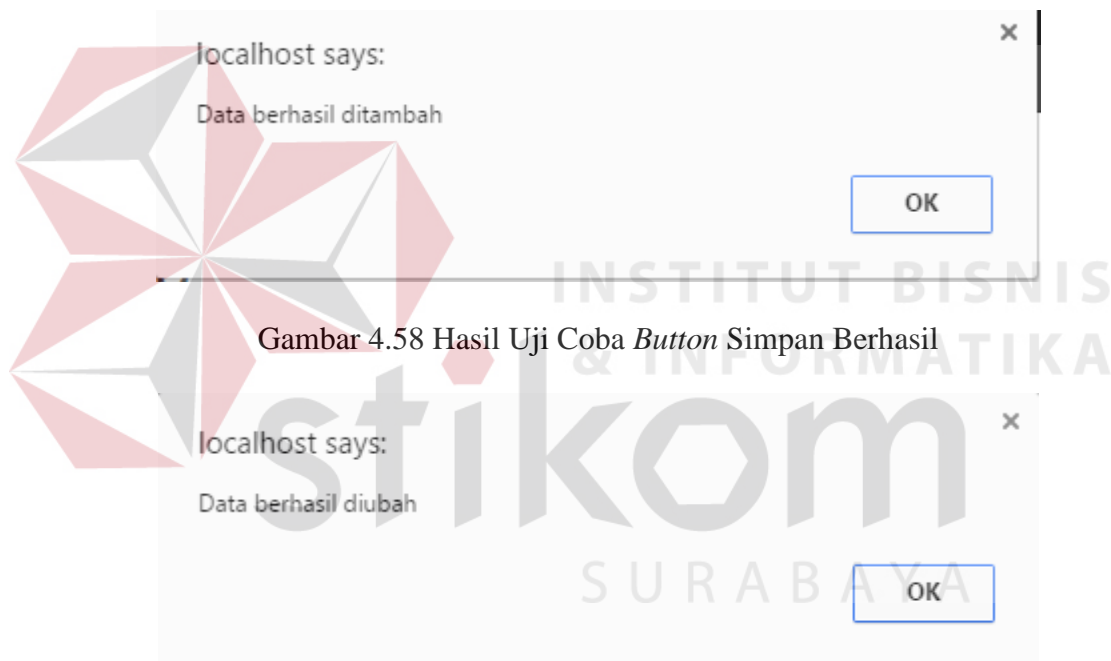 localhost says:
×
Data berhasil ditambah
OK
INSTITUT BISNIS
Gambar 4.58 Hasil Uji Coba Button Simpan Berhasil
& INFORMATIKA
stikom
×
localhost says:
Data berhasil diubah
SURABAYA
OK